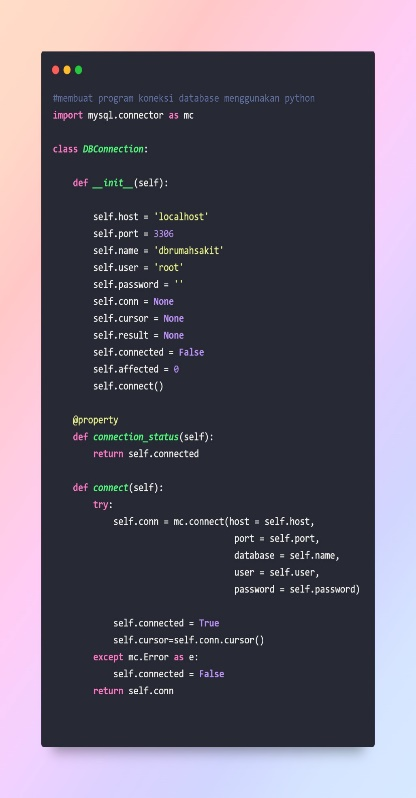 #membuat program koneksi database menggunakan python
import mysql.connector as mc
class DBConnection:
def __init__(self):
self.host = 'localhost'
self.port = 3306
self.name = 'dbrumahsakit'
self.user = 'root'
self.password = ''
self.conn = None
self.cursor = None
self.result = None
self.connected = False
self.affected = 0
self.connect()
@property
def connection_status(self):
return self.connected
def connect(self):
try:
self.conn = mc.connect(host = self.host,
port = self.port,
database = self.name,
user = self.user,
password = self.password)
self.connected = True
self.cursor=self.conn.cursor()
except mc.Error as e:
self.connected = False
return self.conn